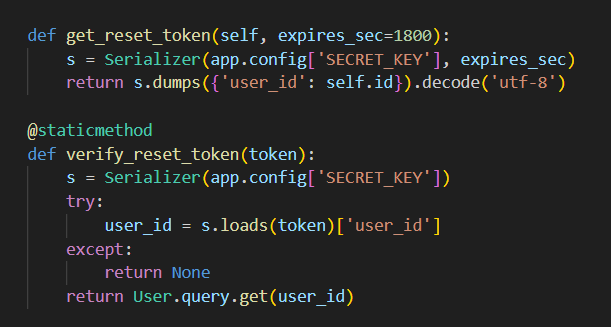 def get_reset_token(self, expires_sec=1800):
    s = Serializer(app.config['SECRET_KEY'], expires_sec)
    return s.dumps({'user_id': self.id}).decode('utf-8')

@staticmethod
def verify_reset_token(token):
    s = Serializer(app.config['SECRET_KEY'])
    try:
        user_id = s.loads(token)['user_id']
    except:
        return None
    return User.query.get(user_id)